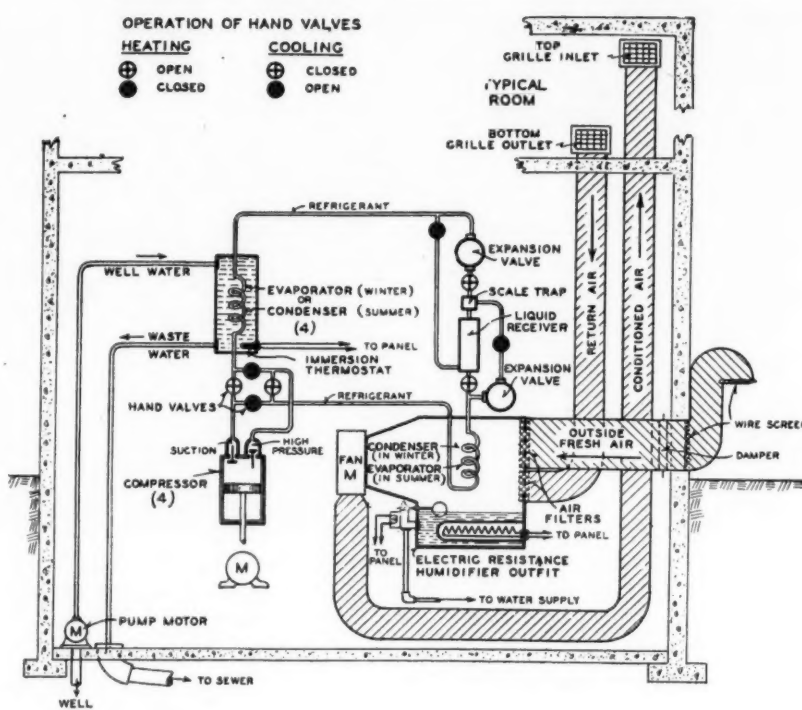 OPERATION OF HAND VALVES
HEATING COOLING
OPEN CLOSED
CLOSED OPEN
TOP
GRILLE INLET
TYPICAL
ROOM
BOTTOM
GRILLE OUTLET
REFRIGERANT
EXPANSION
VALVE
WELL WATER
EVAPORATOR (WINTER)
OR
CONDENSER (SUMMER)
(4)
SCALE TRAP
LIQUID
RECEIVER
WASTE
WATER
TO PANEL
IMMERSION
THERMOSTAT
EXPANSION
VALVE
RETURN AIR
CONDITIONED AIR
HAND VALVES
REFRIGERANT
SUCTION
HIGH
PRESSURE
COMPRESSOR
(4)
FAN
M
CONDENSER
(IN WINTER)
EVAPORATOR
(IN SUMMER)
OUTSIDE
FRESH AIR
WIRE SCREEN
DAMPER
AIR
FILTERS
TO
PANEL
TO PANEL
ELECTRIC RESISTANCE
HUMIDIFIER OUTFIT
M
TO WATER SUPPLY
M
PUMP MOTOR
TO SEWER
WELL